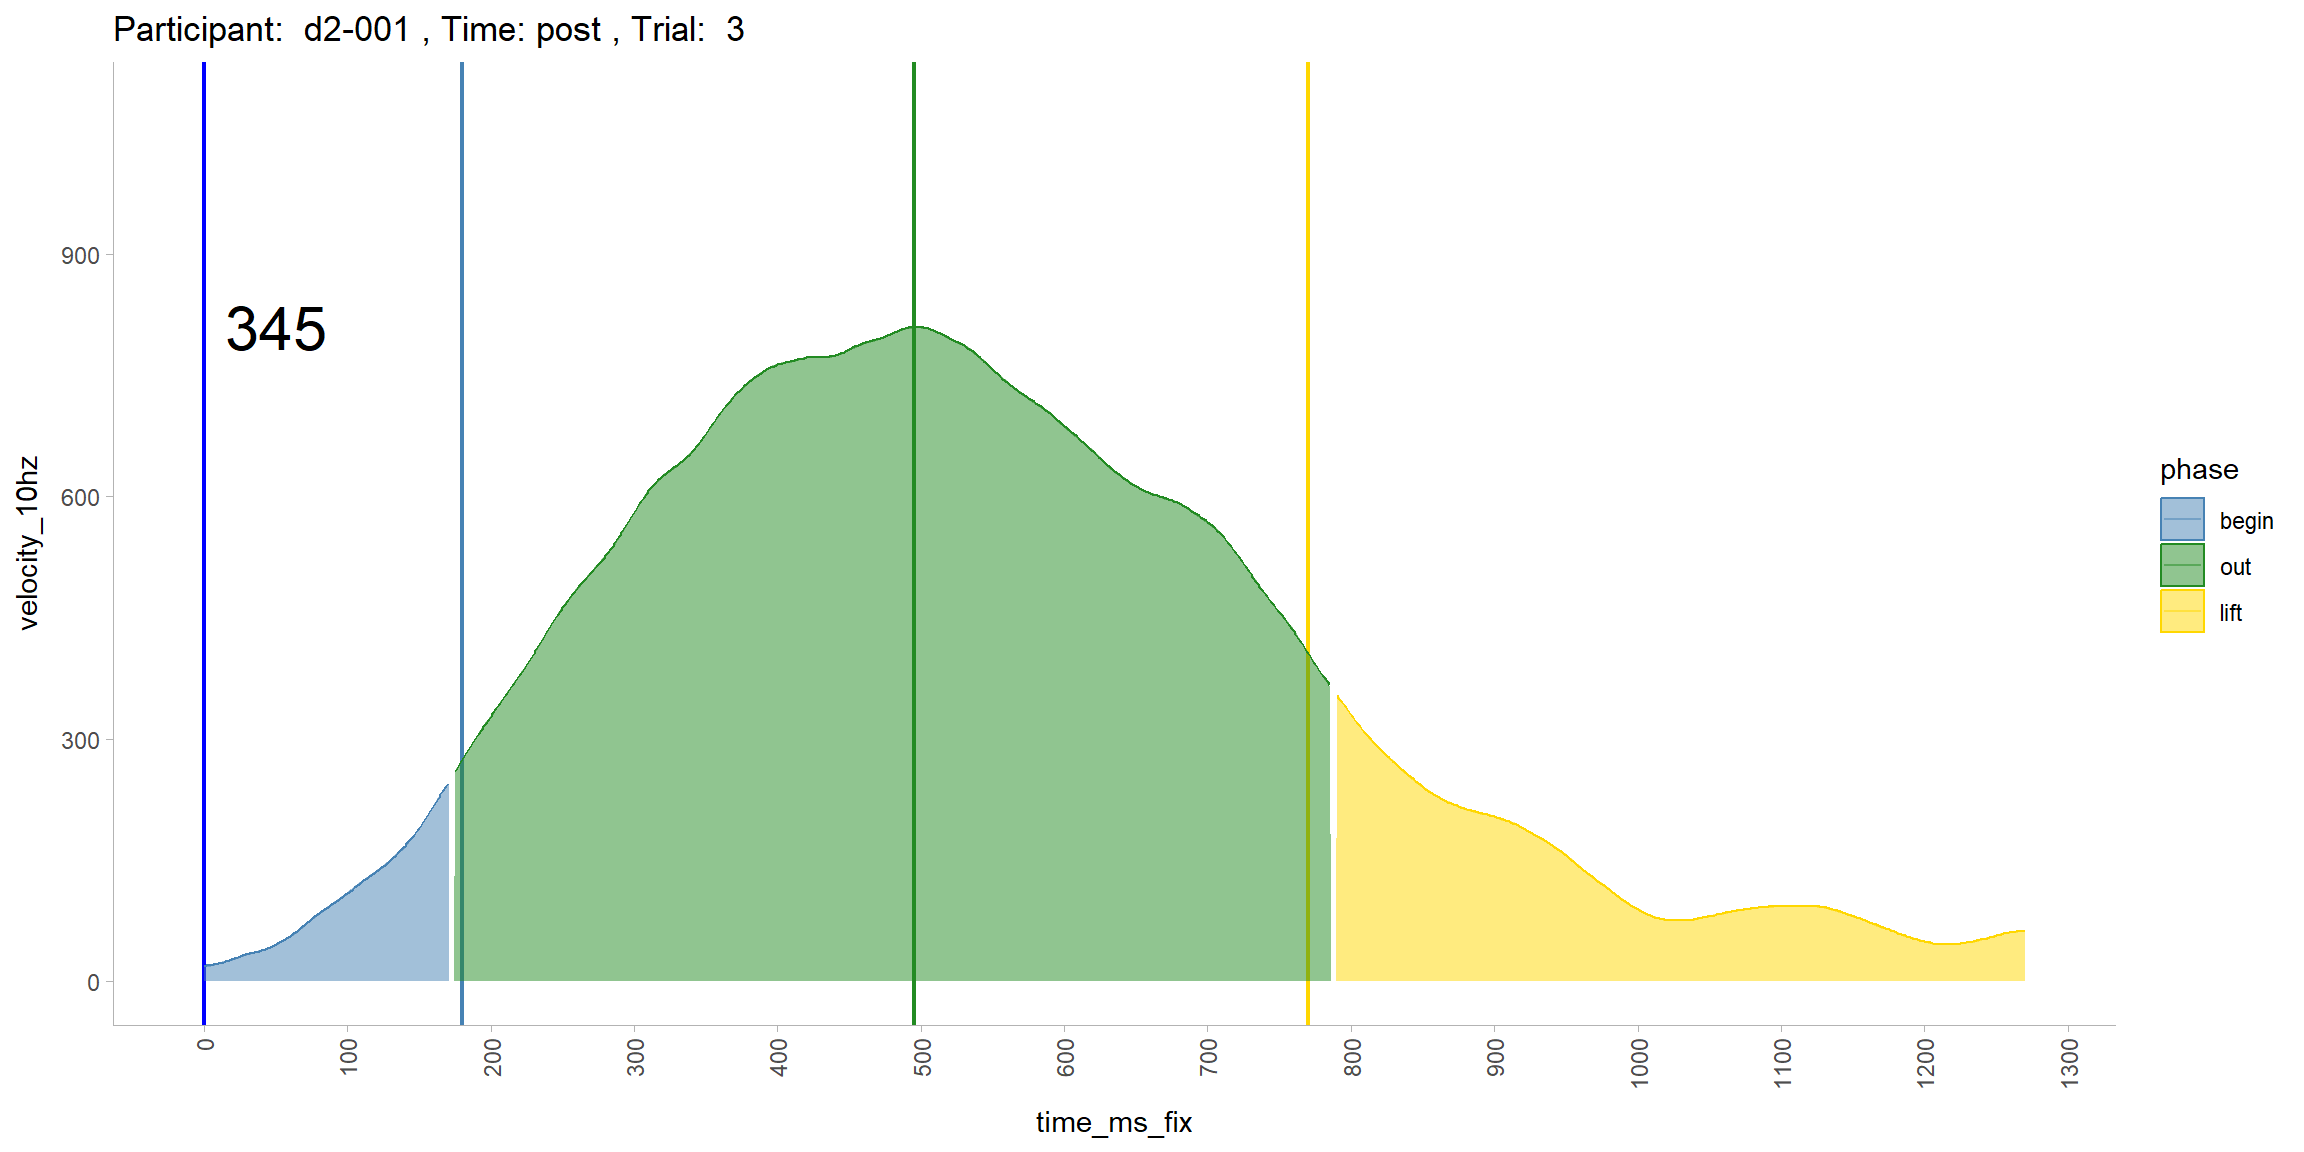 Participant:  d2-001 , Time: post , Trial:  3
900
600
300
0
velocity_10hz
345
0
100
200
300
400
500
600
700
800
900
1000
1100
1200
1300
time_ms_fix
phase
begin
out
lift